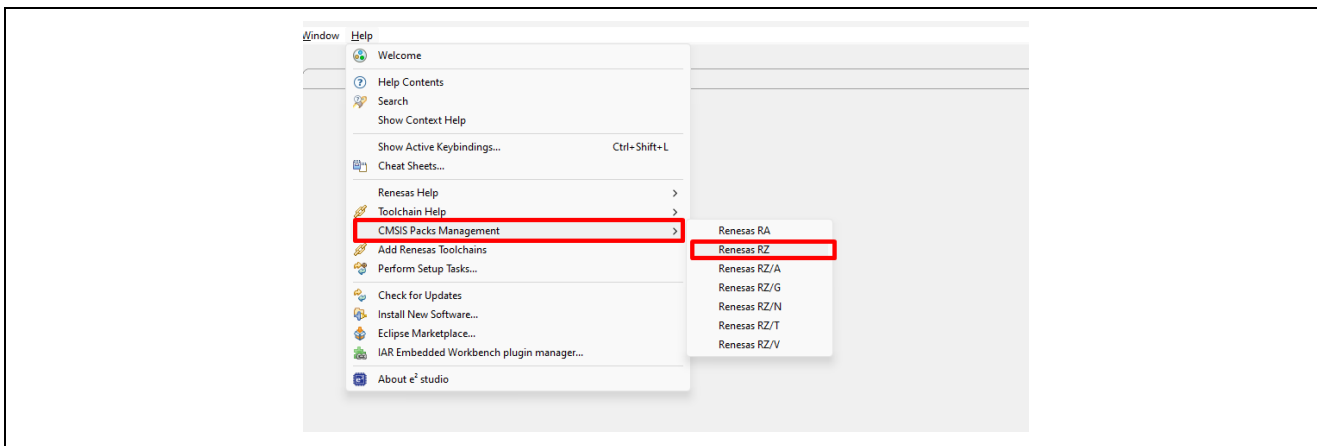 Window Help
Welcome
Help Contents
Search
Show Context Help
Show Active Keybindings... Ctrl+Shift+L
Cheat Sheets...
Renesas Help >
Toolchain Help >
CMSIS Packs Management >
Add Renesas Toolchains
Perform Setup Tasks...
Check for Updates
Install New Software...
Eclipse Marketplace...
IAR Embedded Workbench plugin manager...
About e² studio
Renesas RA
Renesas RZ
Renesas RZ/A
Renesas RZ/G
Renesas RZ/N
Renesas RZ/T
Renesas RZ/V